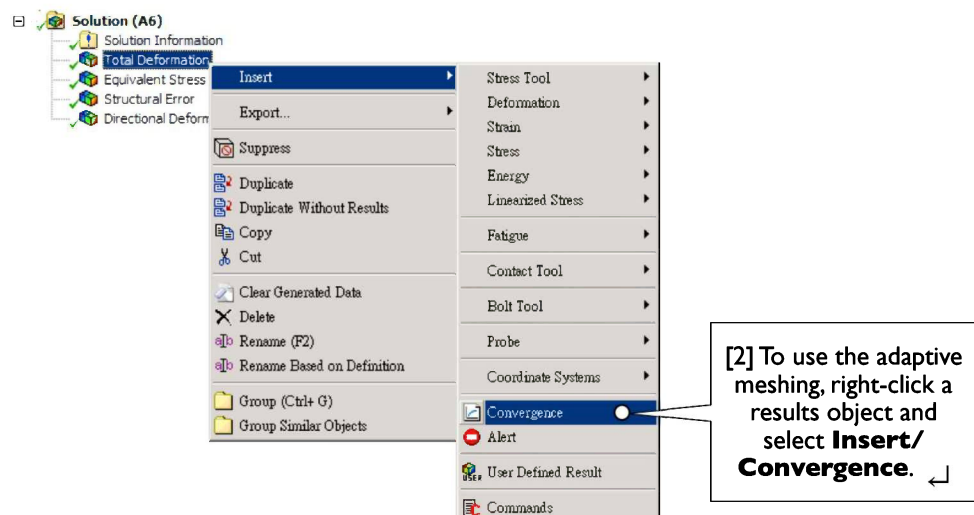 Solution (A6)
Solution Information
Total Deformation
Equivalent Stress
Structural Error
Directional Deform
Insert
Export...
Suppress
Duplicate
Duplicate Without Results
Copy
Cut
Clear Generated Data
Delete
Rename (F2)
Rename Based on Definition
Group (Ctrl+ G)
Group Similar Objects
Stress Tool
Deformation
Strain
Stress
Energy
Linearized Stress
Fatigue
Contact Tool
Bolt Tool
Probe
Coordinate Systems
Convergence
Alert
User Defined Result
Commands
[2] To use the adaptive
meshing, right-click a
results object and
select Insert/
Convergence.